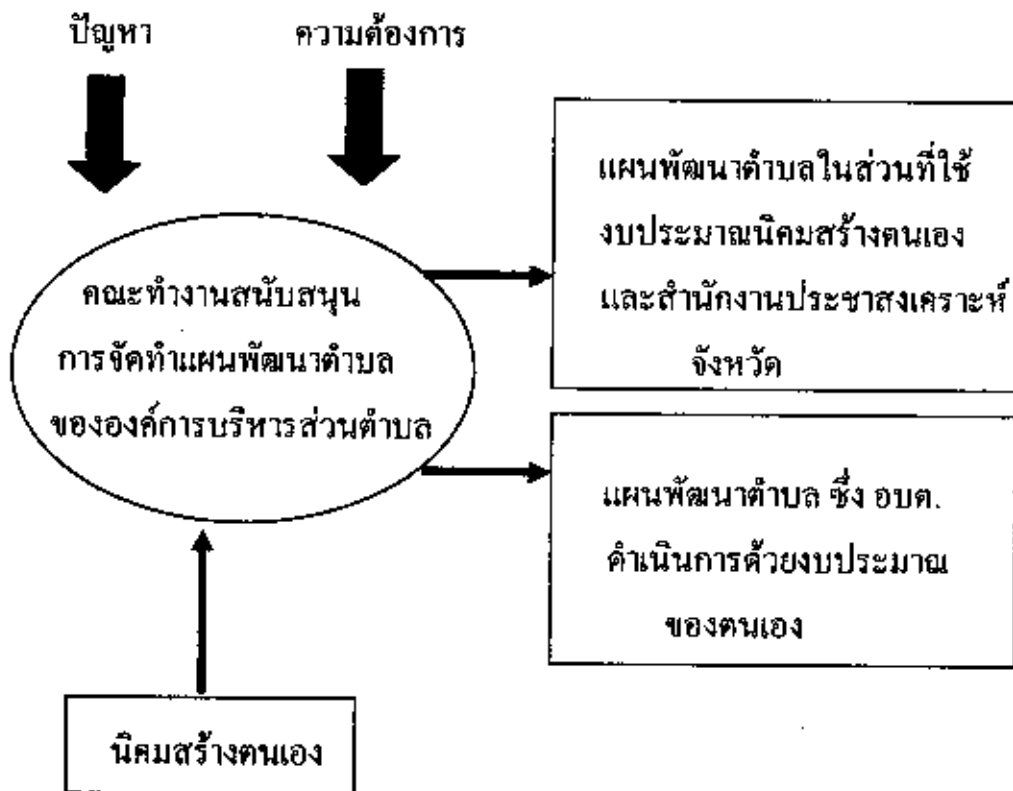 ปัญหา
ความต้องการ
คณะทำงานสนับสนุน
การจัดทำแผนพัฒนาตำบล
ขององค์การบริหารส่วนตำบล
แผนพัฒนาตำบลในส่วนที่ใช้
งบประมาณนิคมสร้างตนเอง
และสำนักงานประชาสงเคราะห์
จังหวัด
แผนพัฒนาตำบล ซึ่ง อบต.
ดำเนินการด้วยงบประมาณ
ของตนเอง
นิคมสร้างตนเอง